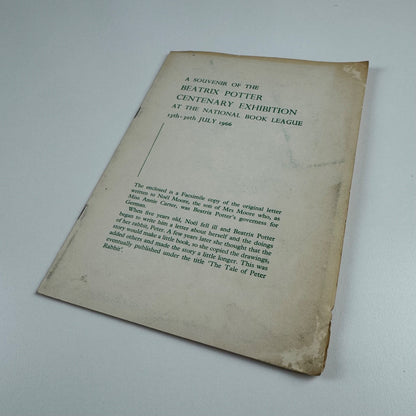 A SOUVENIR OF THE
BEATRIX POTTER
CENTENARY EXHIBITION
AT THE NATIONAL BOOK LEAGUE
13th-30th JULY 1966
The enclosed is a Facsimile copy of the original letter
written to Noël Moore, the son of Mrs Moore who, as
Miss Annie Carter, was Beatrix Potter's governess for
German.
When five years old, Noël fell ill and Beatrix Potter
began to write him a letter about herself and the doings
of her rabbit, Peter. A few years later she thought that the
story would make a little book, so she copied the drawings,
added others and made the story a little longer. This was
eventually published under the title 'The Tale of Peter
Rabbit'.